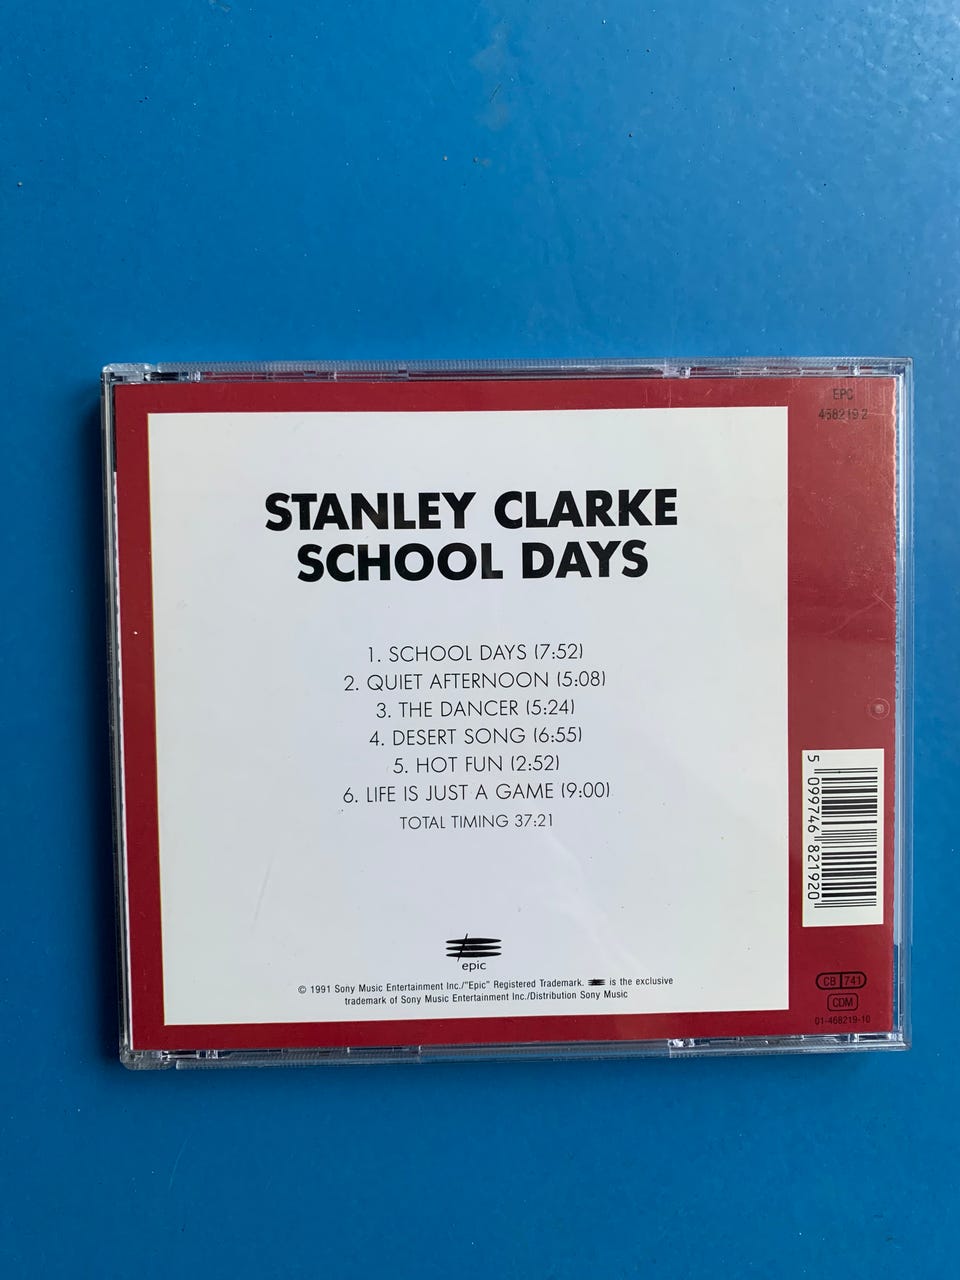 EPC
468219 2
STANLEY CLARKE
SCHOOL DAYS
1. SCHOOL DAYS (7:52)
2. QUIET AFTERNOON (5:08)
3. THE DANCER (5:24)
4. DESERT SONG (6:55)
5. HOT FUN (2:52)
6. LIFE IS JUST A GAME (9:00)
TOTAL TIMING 37:21
5 099746 821920
epic
© 1991 Sony Music Entertainment Inc./"Epic" Registered Trademark. is the exclusive
trademark of Sony Music Entertainment Inc./Distribution Sony Music
CB 741
CDM
01-468219-10